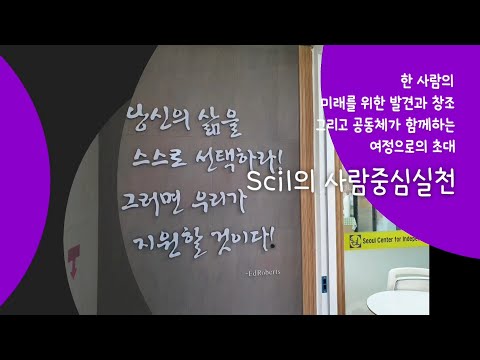 당신의 삶을
스스로 선택하라!
그러면 우리가
지원할 것이다!
-EdRoberts
한 사람의
미래를 위한 발견과 창조
그리고 공동체가 함께하는
여정으로의 초대
Scil의 사람중심실천
Seoul Center for Indepen